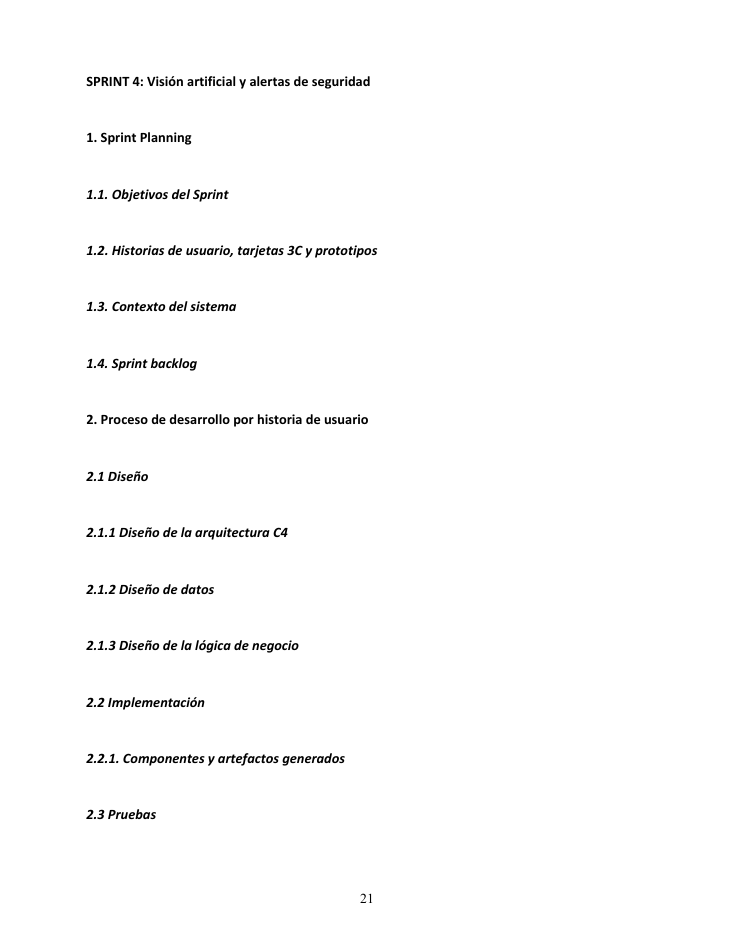 SPRINT 4: Visión artificial y alertas de seguridad
1. Sprint Planning
1.1. Objetivos del Sprint
1.2. Historias de usuario, tarjetas 3C y prototipos
1.3. Contexto del sistema
1.4. Sprint backlog
2. Proceso de desarrollo por historia de usuario
2.1 Diseño
2.1.1 Diseño de la arquitectura C4
2.1.2 Diseño de datos
2.1.3 Diseño de la lógica de negocio
2.2 Implementación
2.2.1. Componentes y artefactos generados
2.3 Pruebas
21